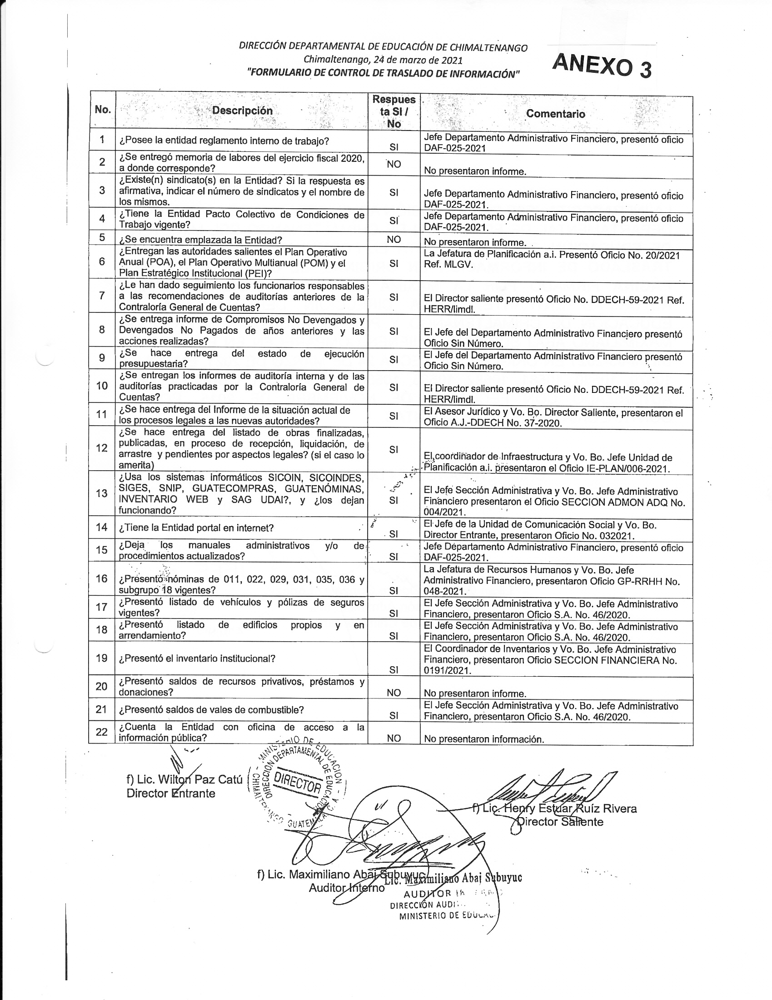 DIRECCIÓN DEPARTAMENTAL DE EDUCACIÓN DE CHIMALTENANGO
Chimaltenango, 24 de marzo de 2021
"FORMULARIO DE CONTROL DE TRASLADO DE INFORMACIÓN"
ANEXO 3
No.
Descripción
Respues
ta SI /
No
Comentario
1
¿Posee la entidad reglamento interno de trabajo?
SI
Jefe Departamento Administrativo Financiero, presentó oficio
DAF-025-2021
2
¿Se entregó memoria de labores del ejercicio fiscal 2020,
a donde corresponde?
NO
No presentaron informe.
3
¿Existe(n) sindicato(s) en la Entidad? Si la respuesta es
afirmativa, indicar el número de sindicatos y el nombre de
los mismos.
SI
Jefe Departamento Administrativo Financiero, presentó oficio
DAF-025-2021.
4
¿Tiene la Entidad Pacto Colectivo de Condiciones de
Trabajo vigente?
SI
Jefe Departamento Administrativo Financiero, presentó oficio
DAF-025-2021.
5
¿Se encuentra emplazada la Entidad?
NO
No presentaron informe.
6
¿Entregan las autoridades salientes el Plan Operativo
Anual (POA), el Plan Operativo Multianual (POM) y el
Plan Estratégico Institucional (PEI)?
SI
La Jefatura de Planificación a.i. Presentó Oficio No. 20/2021
Ref. MLGV.
7
¿Le han dado seguimiento los funcionarios responsables
a las recomendaciones de auditorías anteriores de la
Contraloría General de Cuentas?
SI
El Director saliente presentó Oficio No. DDECH-59-2021 Ref.
HERR/limdl.
8
¿Se entrega informe de Compromisos No Devengados y
Devengados No Pagados de años anteriores y las
acciones realizadas?
SI
El Jefe del Departamento Administrativo Financiero presentó
Oficio Sin Número.
9
¿Se hace entrega del estado de ejecución
presupuestaria?
SI
El Jefe del Departamento Administrativo Financiero presentó
Oficio Sin Número.
10
¿Se entregan los informes de auditoría interna y de las
auditorías practicadas por la Contraloría General de
Cuentas?
SI
El Director saliente presentó Oficio No. DDECH-59-2021 Ref.
HERR/limdl.
11
¿Se hace entrega del Informe de la situación actual de
los procesos legales a las nuevas autoridades?
SI
El Asesor Jurídico y Vo. Bo. Director Saliente, presentaron el
Oficio A.J.-DDECH No. 37-2020.
12
¿Se hace entrega del listado de obras finalizadas,
publicadas, en proceso de recepción, liquidación, de
arrastre y pendientes por aspectos legales? (si el caso lo
amerita)
SI
El coordinador de Infraestructura y Vo. Bo. Jefe Unidad de
Planificación a.i. presentaron el Oficio IE-PLAN/006-2021.
13
¿Usa los sistemas informáticos SICOIN, SICOINDES,
SIGES, SNIP, GUATECOMPRAS, GUATENÓMINAS,
INVENTARIO WEB y SAG UDAI?, y ¿los dejan
funcionando?
SI
El Jefe Sección Administrativa y Vo. Bo. Jefe Administrativo
Financiero presentaron el Oficio SECCION ADMON ADQ No.
004/2021.
14
¿Tiene la Entidad portal en internet?
SI
El Jefe de la Unidad de Comunicación Social y Vo. Bo.
Director Entrante, presentaron Oficio No. 032021.
15
¿Deja los manuales administrativos y/o de
procedimientos actualizados?
SI
Jefe Departamento Administrativo Financiero, presentó oficio
DAF-025-2021.
16
¿Presentó nóminas de 011, 022, 029, 031, 035, 036 y
subgrupo 18 vigentes?
SI
La Jefatura de Recursos Humanos y Vo. Bo. Jefe
Administrativo Financiero, presentaron Oficio GP-RRHH No.
048-2021.
17
¿Presentó listado de vehículos y pólizas de seguros
vigentes?
SI
El Jefe Sección Administrativa y Vo. Bo. Jefe Administrativo
Financiero, presentaron Oficio S.A. No. 46/2020.
18
¿Presentó listado de edificios propios y en
arrendamiento?
SI
El Jefe Sección Administrativa y Vo. Bo. Jefe Administrativo
Financiero, presentaron Oficio S.A. No. 46/2020.
19
¿Presentó el inventario institucional?
SI
El Coordinador de Inventarios y Vo. Bo. Jefe Administrativo
Financiero, presentaron Oficio SECCION FINANCIERA No.
0191/2021.
20
¿Presentó saldos de recursos privativos, préstamos y
donaciones?
NO
No presentaron informe.
21
¿Presentó saldos de vales de combustible?
SI
El Jefe Sección Administrativa y Vo. Bo. Jefe Administrativo
Financiero, presentaron Oficio S.A. No. 46/2020.
22
¿Cuenta la Entidad con oficina de acceso a la
información pública?
NO
No presentaron información.
f) Lic. Wilton Paz Catú
Director Entrante
MINISTERIO DE EDUCACION -
DIRECCION DEPARTAMENTAL DE EDUCACION
DIRECTOR
CHIMALTENANGO GUATEMALA, C. A.
f) Lic. Henry Estuar Ruíz Rivera
Director Saliente
f) Lic. Maximiliano Abaj Subuyuc
Auditor Interno
Lic. Maximiliano Abaj Subuyuc
AUDITOR
DIRECCIÓN
MINISTERIO DE